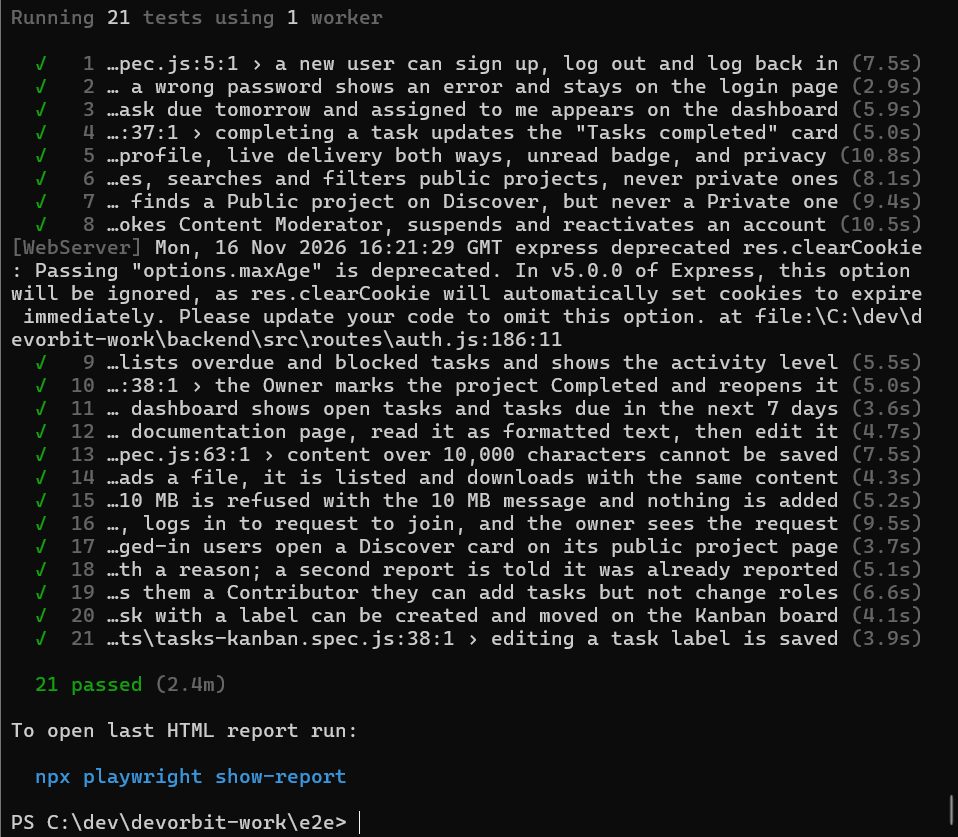 Running 21 tests using 1 worker
✓ 1 …pec.js:5:1 › a new user can sign up, log out and log back in (7.5s)
✓ 2 … a wrong password shows an error and stays on the login page (2.9s)
✓ 3 …ask due tomorrow and assigned to me appears on the dashboard (5.9s)
✓ 4 …:37:1 › completing a task updates the "Tasks completed" card (5.0s)
✓ 5 …profile, live delivery both ways, unread badge, and privacy (10.8s)
✓ 6 …es, searches and filters public projects, never private ones (8.1s)
✓ 7 … finds a Public project on Discover, but never a Private one (9.4s)
✓ 8 …okes Content Moderator, suspends and reactivates an account (10.5s)
[WebServer] Mon, 16 Nov 2026 16:21:29 GMT express deprecated res.clearCookie
: Passing "options.maxAge" is deprecated. In v5.0.0 of Express, this option
will be ignored, as res.clearCookie will automatically set cookies to expire
immediately. Please update your code to omit this option. at file:\C:\dev\d
evorbit-work\backend\src\routes\auth.js:186:11
✓ 9 …lists overdue and blocked tasks and shows the activity level (5.5s)
✓ 10 …:38:1 › the Owner marks the project Completed and reopens it (5.0s)
✓ 11 … dashboard shows open tasks and tasks due in the next 7 days (3.6s)
✓ 12 … documentation page, read it as formatted text, then edit it (4.7s)
✓ 13 …pec.js:63:1 › content over 10,000 characters cannot be saved (7.5s)
✓ 14 …ads a file, it is listed and downloads with the same content (4.3s)
✓ 15 …10 MB is refused with the 10 MB message and nothing is added (5.2s)
✓ 16 …, logs in to request to join, and the owner sees the request (9.5s)
✓ 17 …ged-in users open a Discover card on its public project page (3.7s)
✓ 18 …th a reason; a second report is told it was already reported (5.1s)
✓ 19 …s them a Contributor they can add tasks but not change roles (6.6s)
✓ 20 …sk with a label can be created and moved on the Kanban board (4.1s)
✓ 21 …ts\tasks-kanban.spec.js:38:1 › editing a task label is saved (3.9s)
21 passed (2.4m)
To open last HTML report run:
npx playwright show-report
PS C:\dev\devorbit-work\e2e>